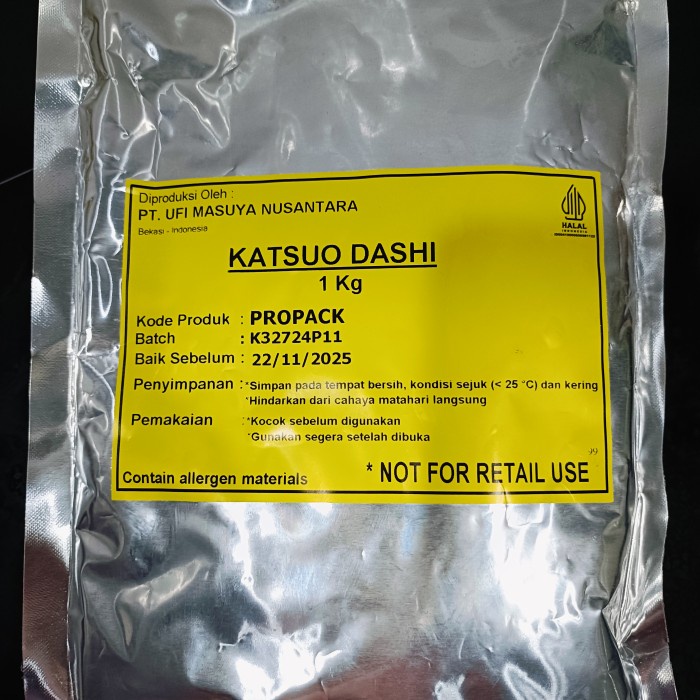 Diproduksi Oleh :
PT. UFI MASUYA NUSANTARA
Bekasi - Indonesia
HALAL
INDONESIA
KATSUO DASHI
1 Kg
Kode Produk : PROPACK
Batch : K32724P11
Baik Sebelum : 22/11/2025
Penyimpanan : *Simpan pada tempat bersih, kondisi sejuk (< 25 °C) dan kering
*Hindarkan dari cahaya matahari langsung
Pemakaian : *Kocok sebelum digunakan
*Gunakan segera setelah dibuka
99
Contain allergen materials
* NOT FOR RETAIL USE